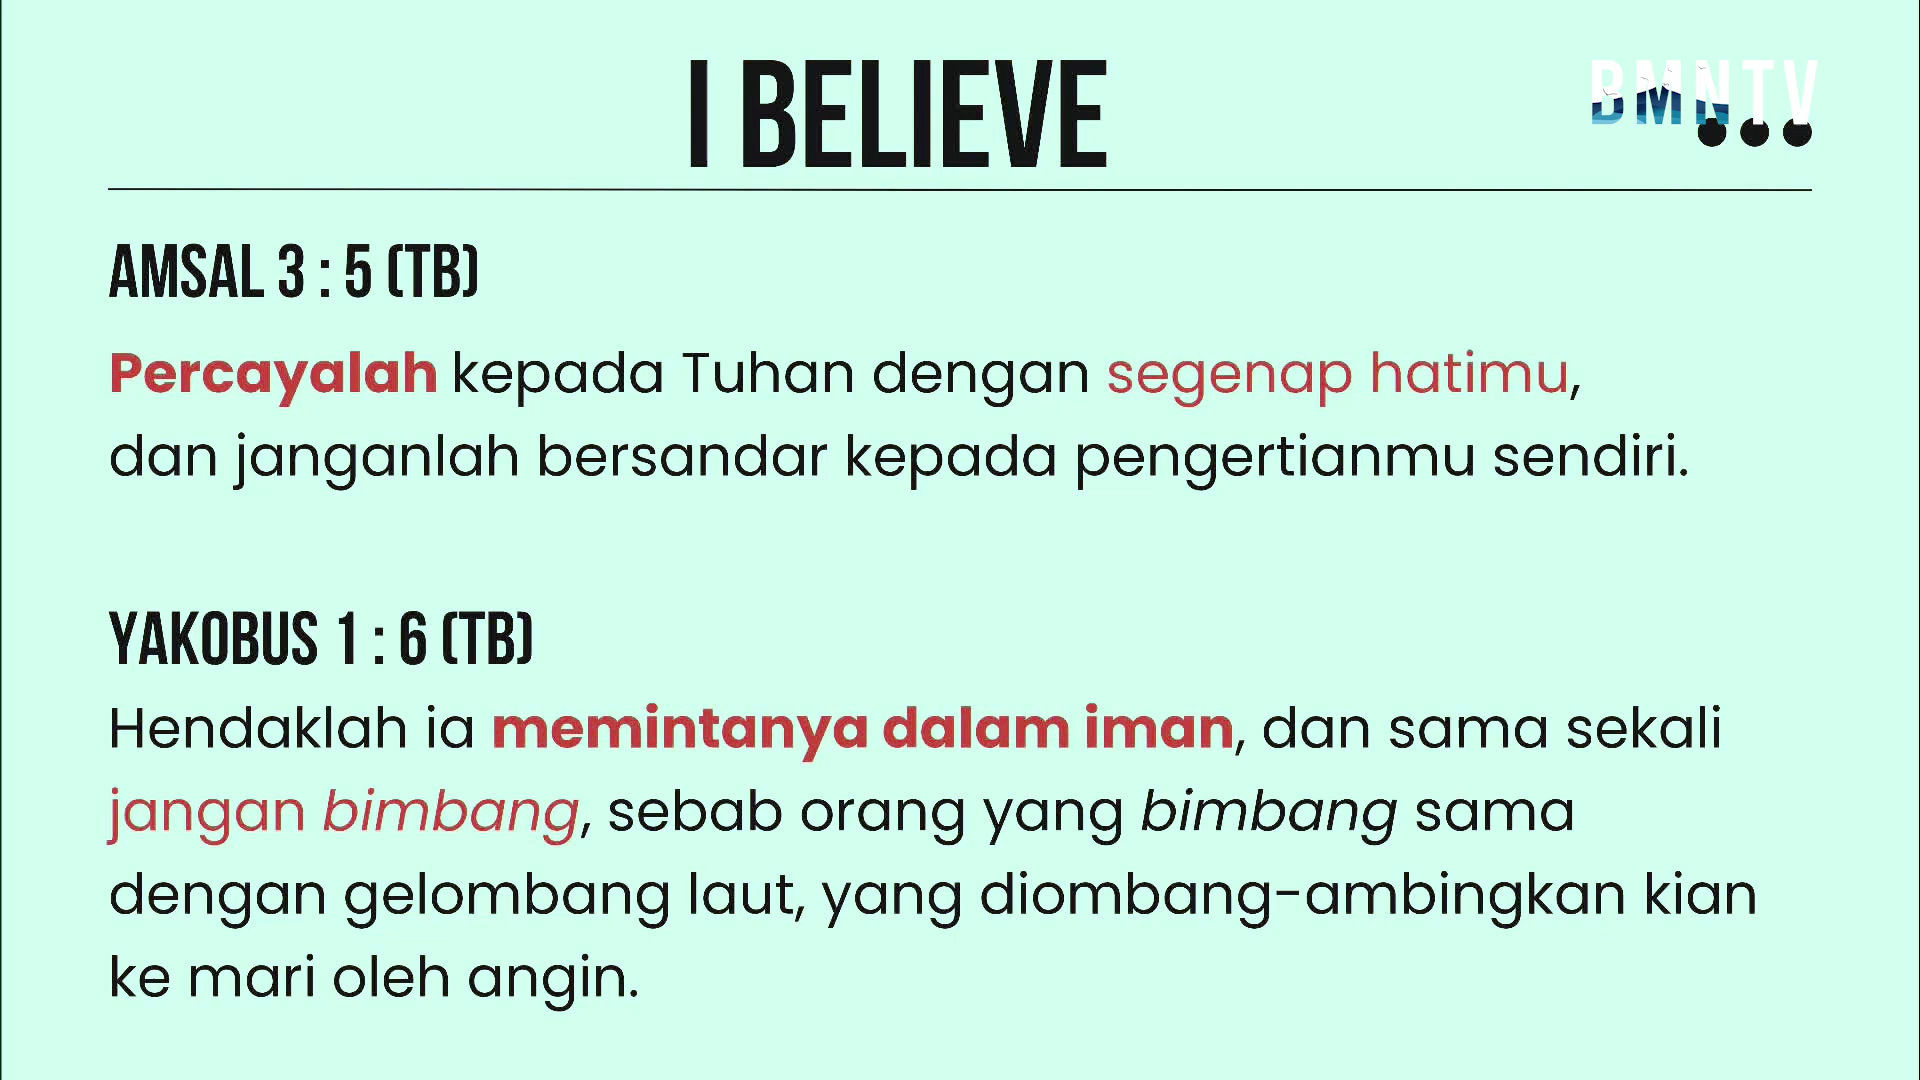 I BELIEVE
BMNTV
AMSAL 3 : 5 (TB)
Percayalah kepada Tuhan dengan segenap hatimu,
dan janganlah bersandar kepada pengertianmu sendiri.
YAKOBUS 1 : 6 (TB)
Hendaklah ia memintanya dalam iman, dan sama sekali
jangan bimbang, sebab orang yang bimbang sama
dengan gelombang laut, yang diombang-ambingkan kian
ke mari oleh angin.